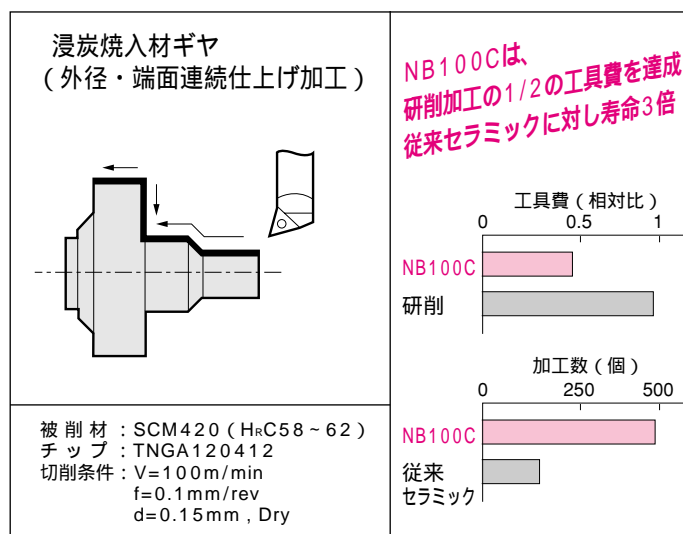 浸炭焼入材ギヤ
(外径・端面連続仕上げ加工)
被削材:SCM420(HRC58~62)
チップ:TNGA120412
切削条件:V=100m/min
f=0.1mm/rev
d=0.15mm,Dry
NB100Cは、
研削加工の1/2の工具費を達成
従来セラミックに対し寿命3倍
工具費(相対比)
0 0.5 1
NB100C
研削
加工数(個)
0 250 500
NB100C
従来
セラミック